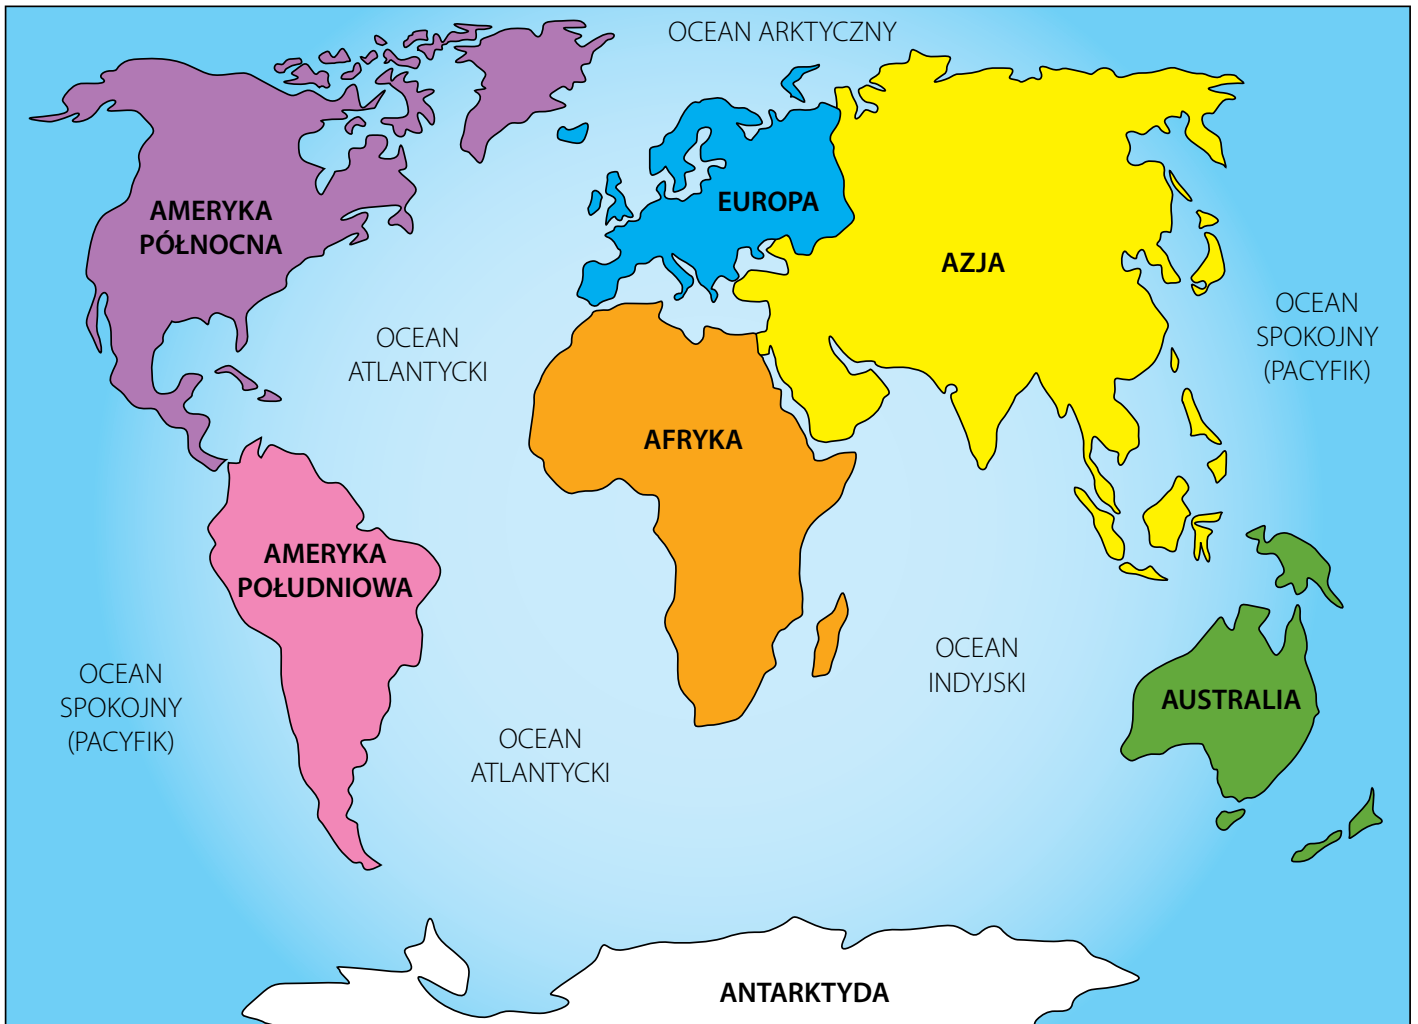 OCEAN ARKTYCZNY
AMERYKA
PÓŁNOCNA
EUROPA
AZJA
OCEAN
ATLANTYCKI
OCEAN
SPOKOJNY
(PACYFIK)
AFRYKA
AMERYKA
POŁUDNIOWA
OCEAN
SPOKOJNY
(PACYFIK)
OCEAN
INDYJSKI
AUSTRALIA
OCEAN
ATLANTYCKI
ANTARKTYDA